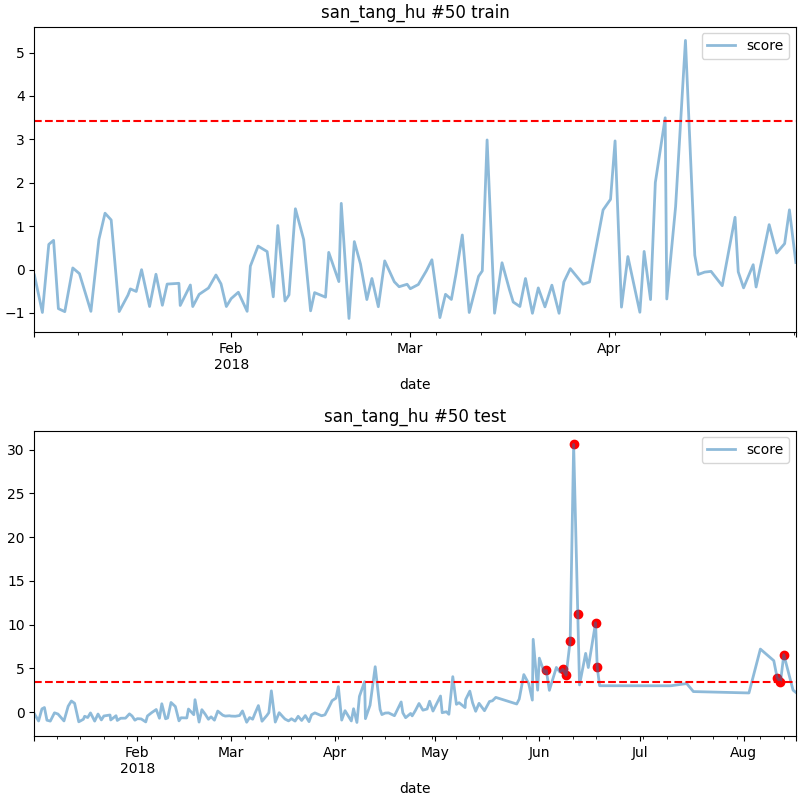 san_tang_hu #50 train
score
5
4
3
2
1
0
−1
Feb Mar Apr
2018
date
san_tang_hu #50 test
score
30
25
20
15
10
5
0
Feb Mar Apr May Jun Jul Aug
2018
date